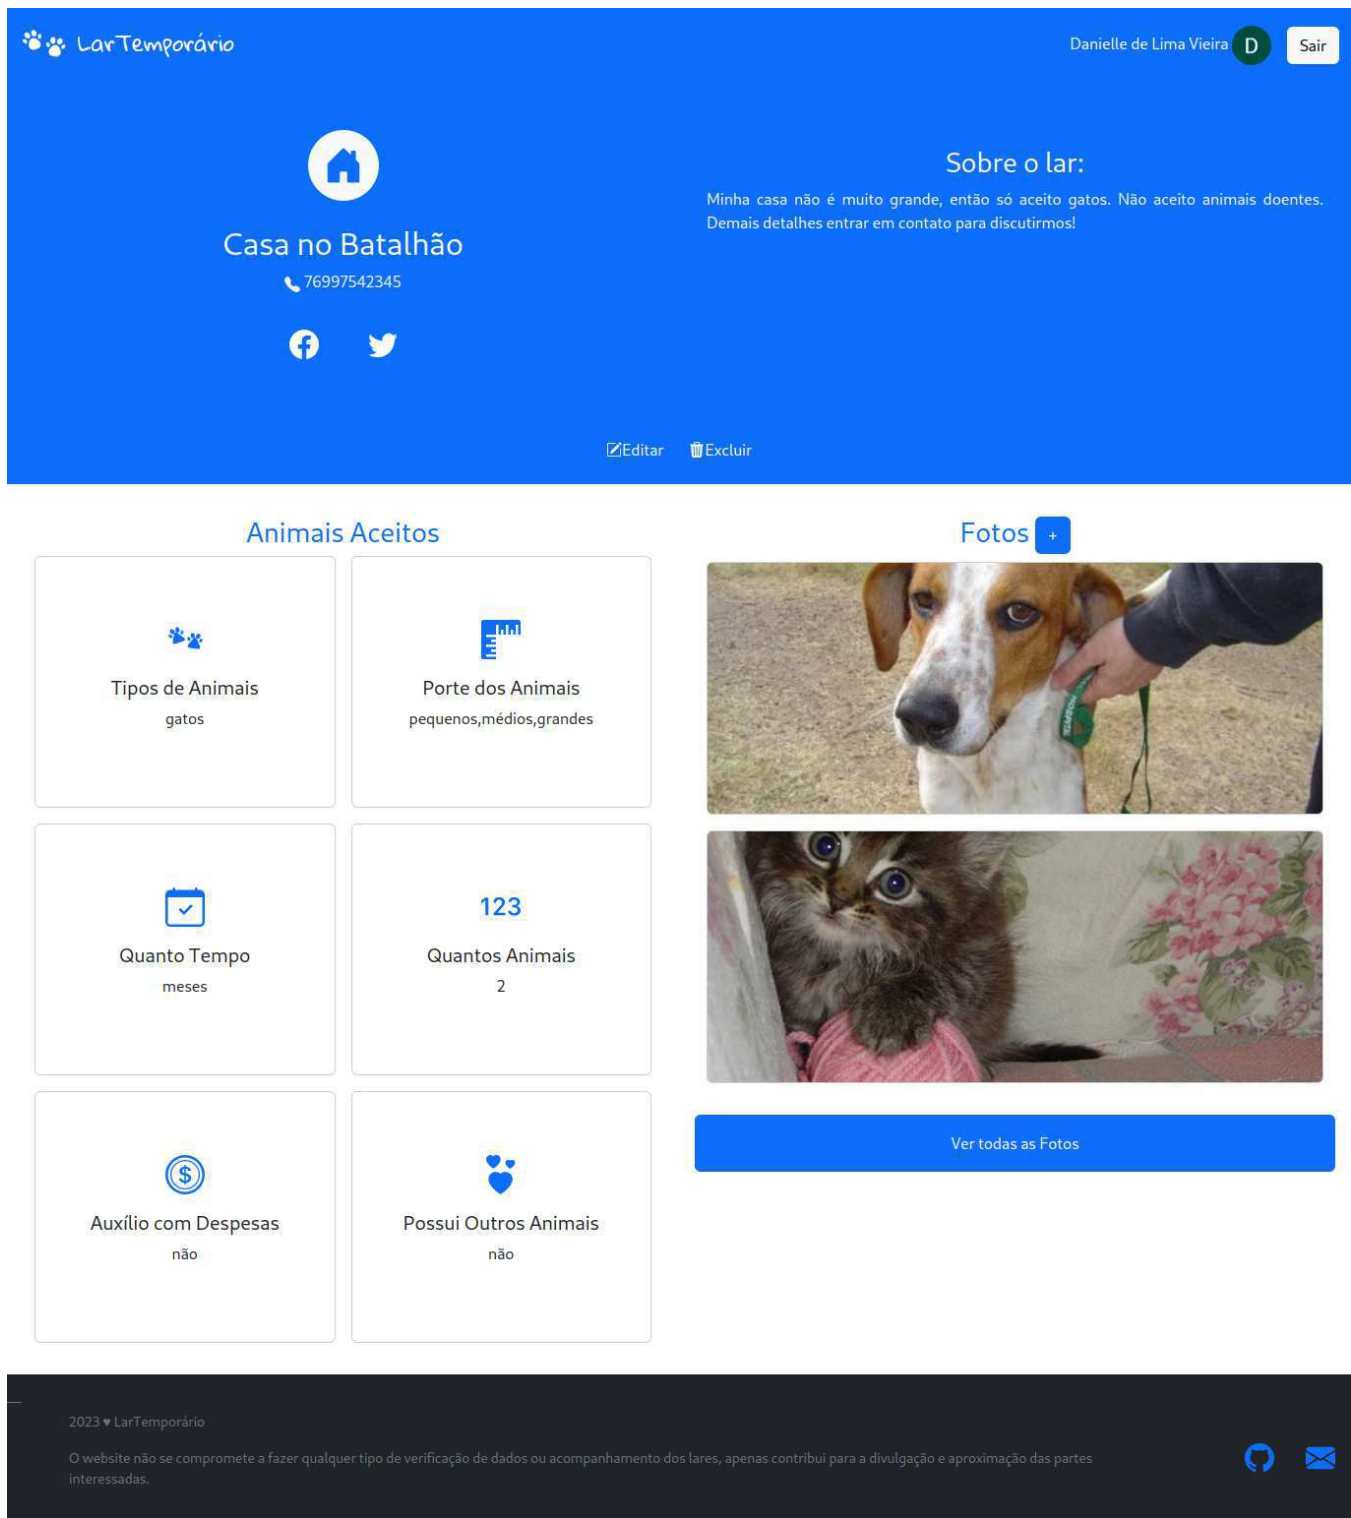 LarTemporário
Danielle de Lima Vieira
D
Sair
Casa no Batalhão
76997542345
Sobre o lar:
Minha casa não é muito grande, então só aceito gatos. Não aceito animais doentes.
Demais detalhes entrar em contato para discutirmos!
Editar
Excluir
Animais Aceitos
Tipos de Animais
gatos
Porte dos Animais
pequenos,médios,grandes
Quanto Tempo
meses
123
Quantos Animais
2
$
Auxílio com Despesas
não
Possui Outros Animais
não
Fotos +
HOSPITAL
Ver todas as Fotos
2023 ♥ LarTemporário
O website não se compromete a fazer qualquer tipo de verificação de dados ou acompanhamento dos lares, apenas contribui para a divulgação e aproximação das partes
interessadas.